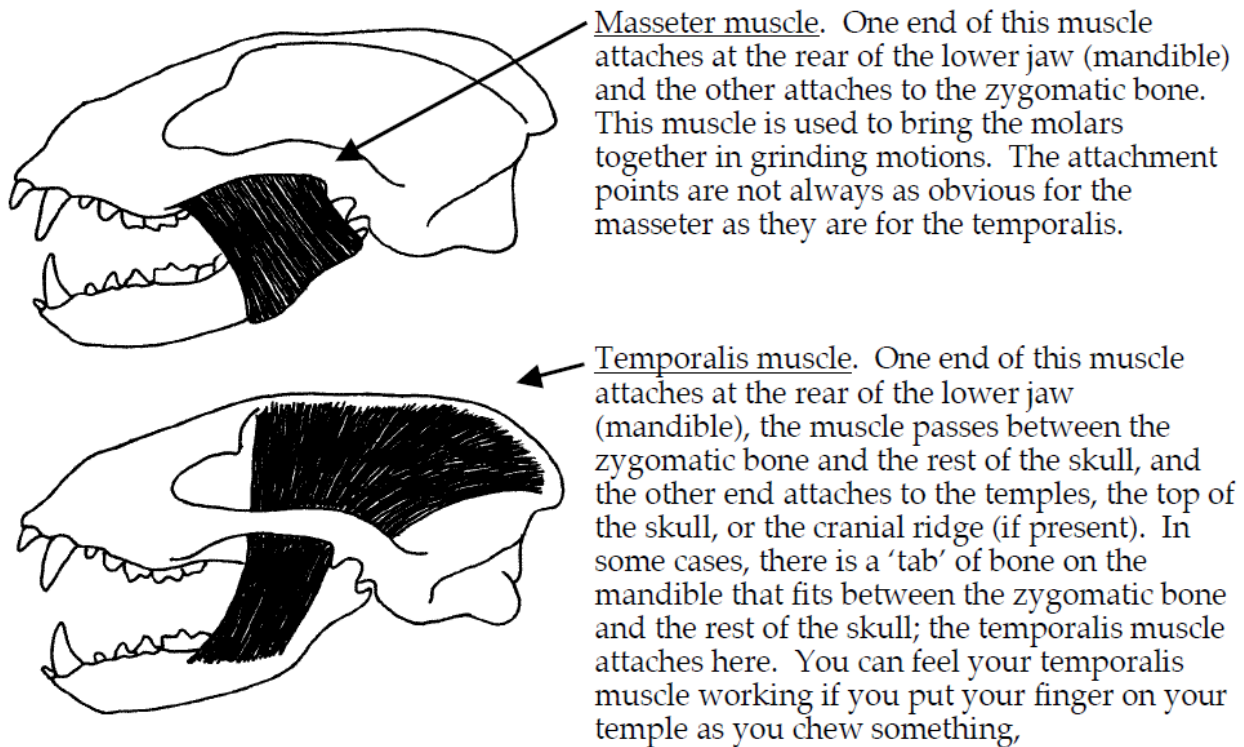 Masseter muscle.  One end of this muscle
attaches at the rear of the lower jaw (mandible)
and the other attaches to the zygomatic bone.
This muscle is used to bring the molars
together in grinding motions.  The attachment
points are not always as obvious for the
masseter as they are for the temporalis.
Temporalis muscle.  One end of this muscle
attaches at the rear of the lower jaw
(mandible), the muscle passes between the
zygomatic bone and the rest of the skull, and
the other end attaches to the temples, the top of
the skull, or the cranial ridge (if present).  In
some cases, there is a ‘tab’ of bone on the
mandible that fits between the zygomatic bone
and the rest of the skull; the temporalis muscle
attaches here.  You can feel your temporalis
muscle working if you put your finger on your
temple as you chew something,